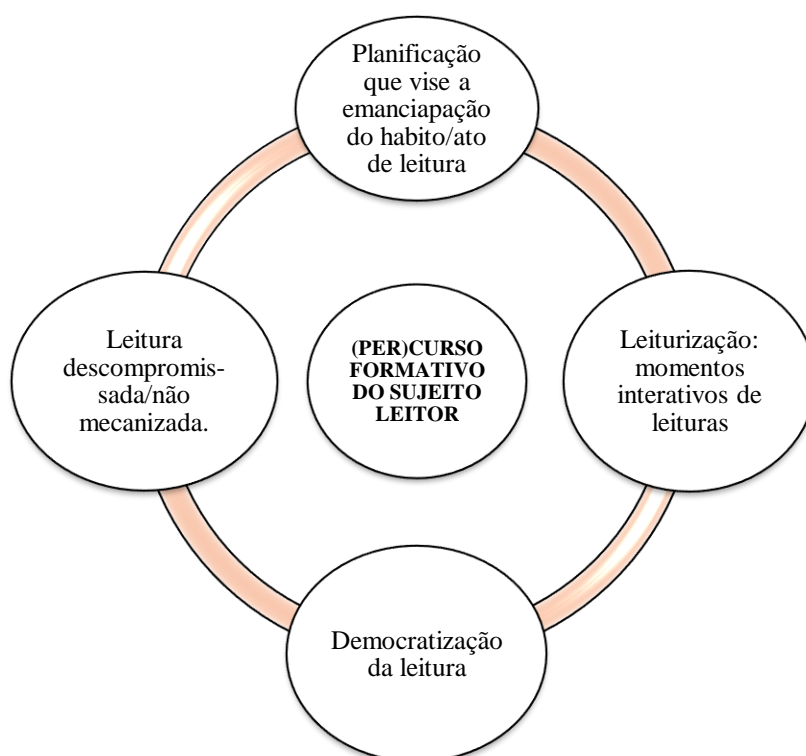 Planificação
que vise a
emanciapação
do habito/ato
de leitura
Leitura
descompromis-
sada/não
mecanizada.
(PER)CURSO
FORMATIVO
DO SUJEITO
LEITOR
Leiturização:
momentos
interativos de
leituras
Democratização
da leitura